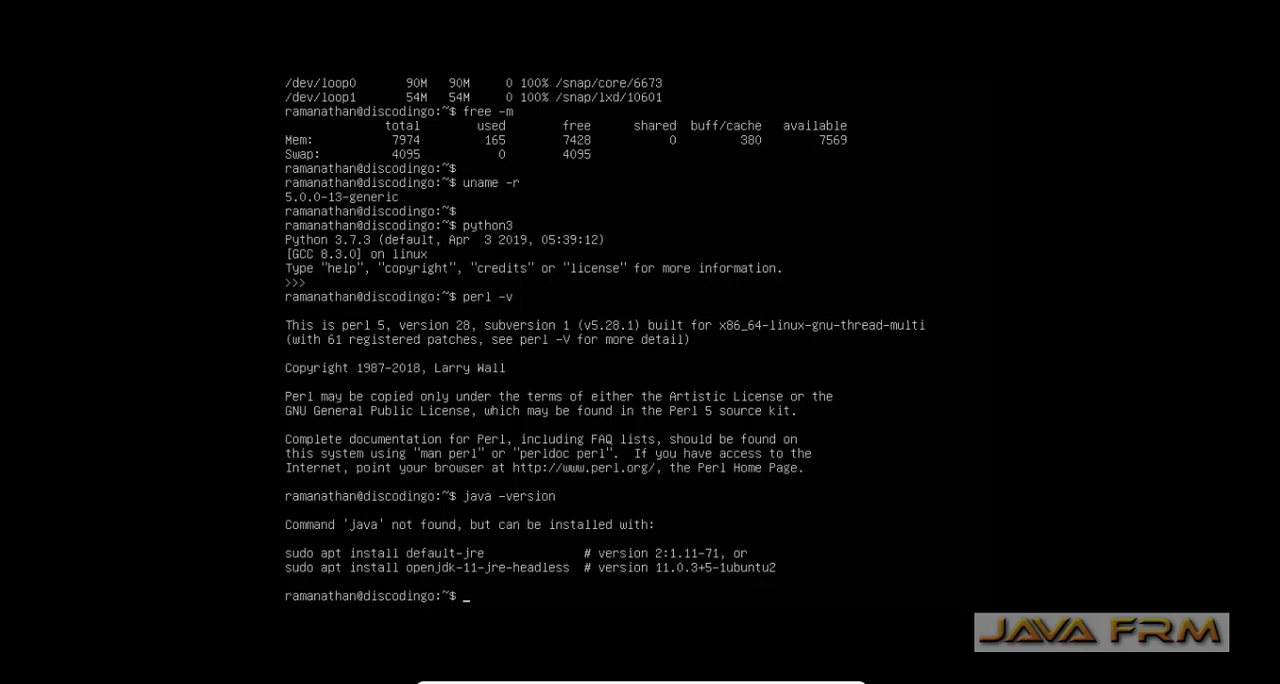 /dev/loop0 90M 90M 0 100% /snap/core/6673
/dev/loop1 54M 54M 0 100% /snap/lxd/10601
ramanathan@discodingo:~$ free -m
total used free shared buff/cache available
Mem: 7974 165 7428 0 380 7569
Swap: 4095 0 4095
ramanathan@discodingo:~$
ramanathan@discodingo:~$ uname -r
5.0.0-13-generic
ramanathan@discodingo:~$
ramanathan@discodingo:~$ python3
Python 3.7.3 (default, Apr 3 2019, 05:39:12)
[GCC 8.3.0] on linux
Type "help", "copyright", "credits" or "license" for more information.
>>>
ramanathan@discodingo:~$ perl -v
This is perl 5, version 28, subversion 1 (v5.28.1) built for x86_64-linux-gnu-thread-multi
(with 61 registered patches, see perl -V for more detail)
Copyright 1987-2018, Larry Wall
Perl may be copied only under the terms of either the Artistic License or the
GNU General Public License, which may be found in the Perl 5 source kit.
Complete documentation for Perl, including FAQ lists, should be found on
this system using "man perl" or "perldoc perl". If you have access to the
Internet, point your browser at http://www.perl.org/, the Perl Home Page.
ramanathan@discodingo:~$ java -version
Command 'java' not found, but can be installed with:
sudo apt install default-jre # version 2:1.11-71, or
sudo apt install openjdk-11-jre-headless # version 11.0.3+5-1ubuntu2
ramanathan@discodingo:~$ _
JAVA FRM